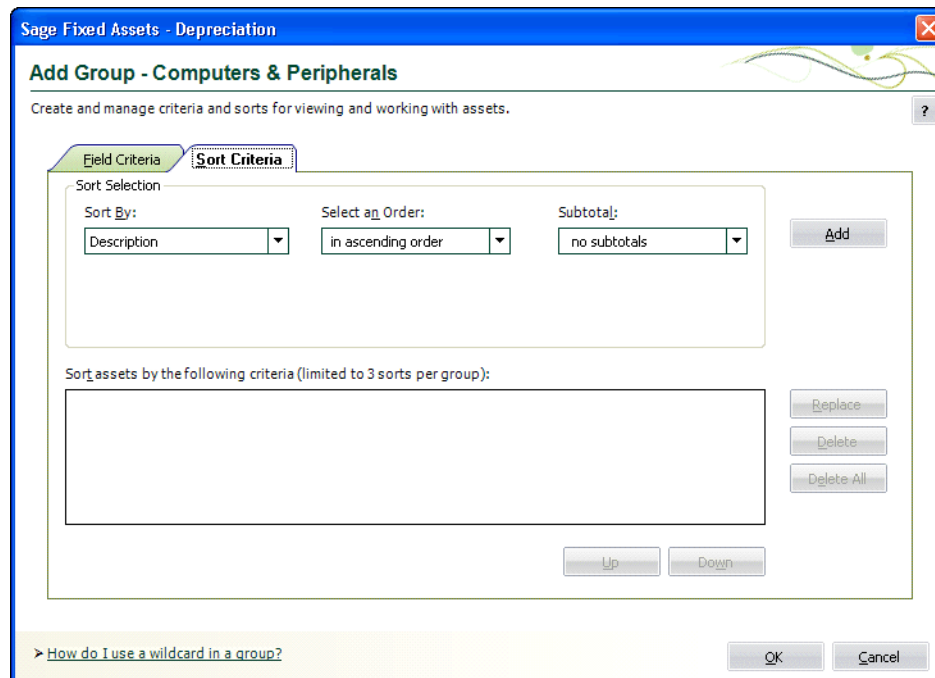 Sage Fixed Assets - Depreciation
Add Group - Computers & Peripherals
Create and manage criteria and sorts for viewing and working with assets.
?
Field Criteria Sort Criteria
Sort Selection
Sort By: Select an Order: Subtotal:
Description in ascending order no subtotals Add
Sort assets by the following criteria (limited to 3 sorts per group):
Replace
Delete
Delete All
Up Down
➤ How do I use a wildcard in a group?
OK Cancel